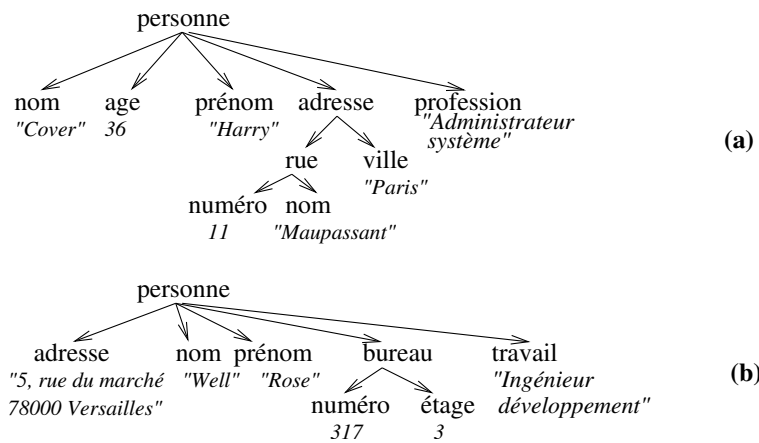 personne
nom age prénom adresse profession
"Cover" 36 "Harry" "Administrateur
système"
(a)
rue ville
"Paris"
numéro nom
11 "Maupassant"
personne
adresse nom prénom bureau travail
"5, rue du marché "Well" "Rose" "Ingénieur
(b)
78000 Versailles" numéro étage développement"
317 3